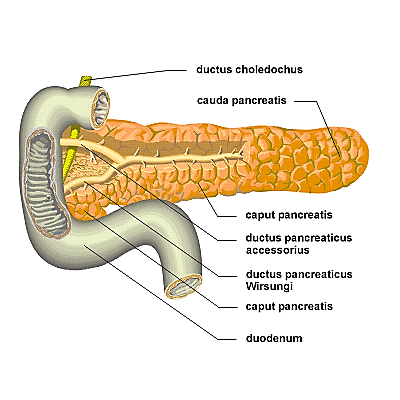 ductus choledochus
cauda pancreatis
caput pancreatis
ductus pancreaticus
accessorius
ductus pancreaticus
Wirsungi
caput pancreatis
duodenum